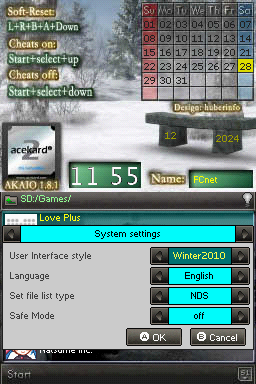 Soft-Reset:
L+R+B+A+Down
Cheats on:
Start+select+up
Cheats off:
Start+select+down
Su Mo Tu We Th Fr Sa
01 02 03 04 05 06 07
08 09 10 11 12 13 14
15 16 17 18 19 20 21
22 23 24 25 26 27 28
29 30 31
Design: huberinfo
12 2024
2
acekard
AKAIO 1.8.1
11 55
Name: FCnet
SD:/Games/
Love Plus
System settings
User Interface style Winter2010
Language English
Set file list type NDS
Safe Mode off
A OK B Cancel
Natsume Inc.
Start